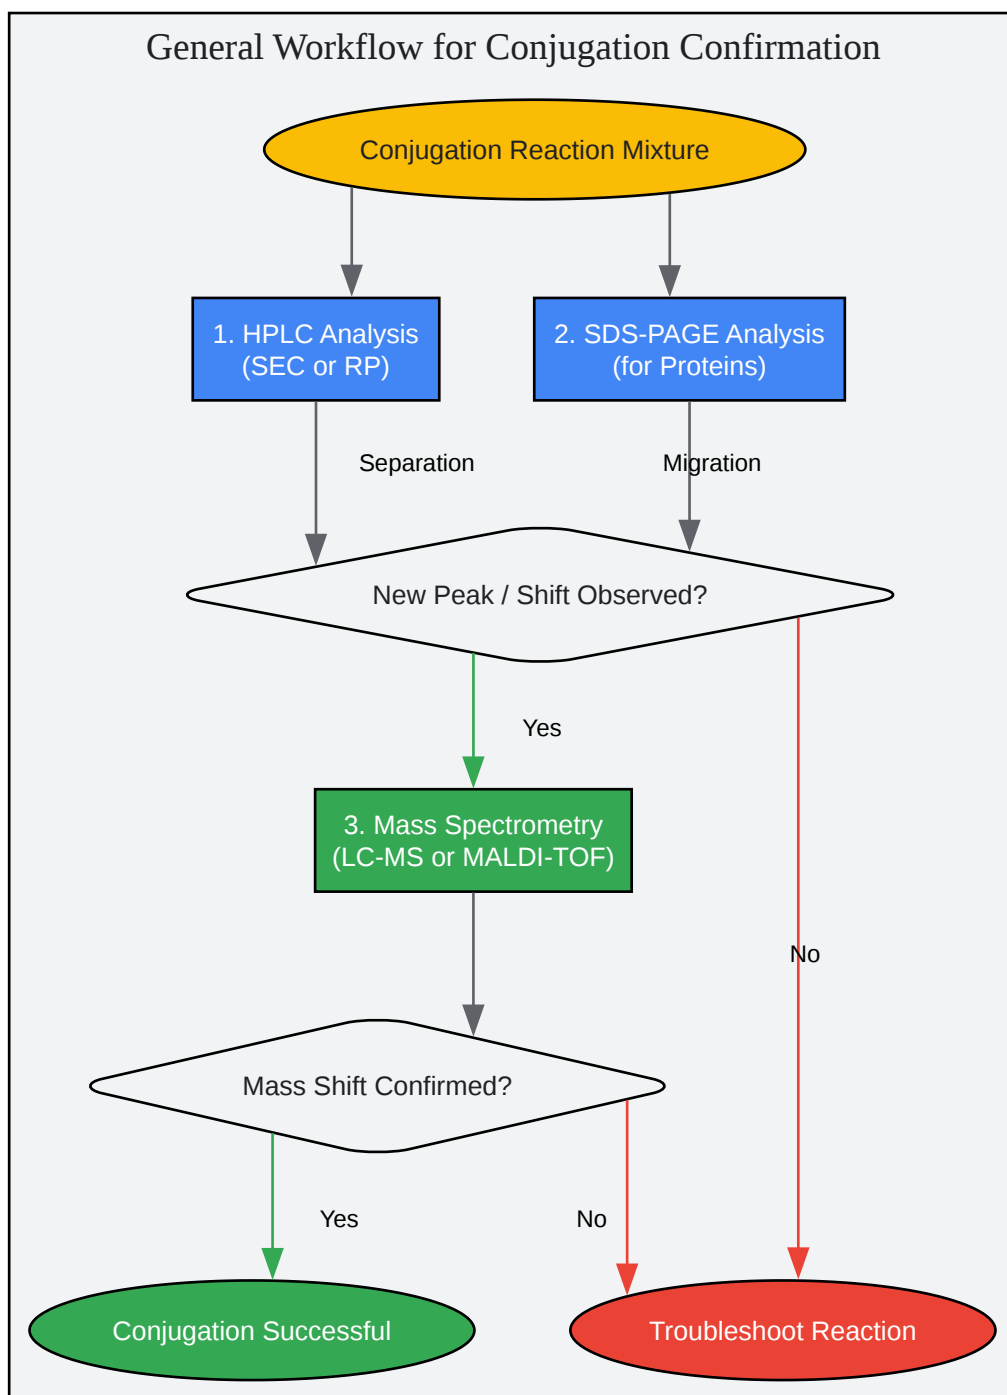 General Workflow for Conjugation Confirmation
Conjugation Reaction Mixture
1. HPLC Analysis
(SEC or RP)
2. SDS-PAGE Analysis
(for Proteins)
Separation
Migration
New Peak / Shift Observed?
Yes
3. Mass Spectrometry
(LC-MS or MALDI-TOF)
No
Mass Shift Confirmed?
Yes
No
Conjugation Successful
Troubleshoot Reaction